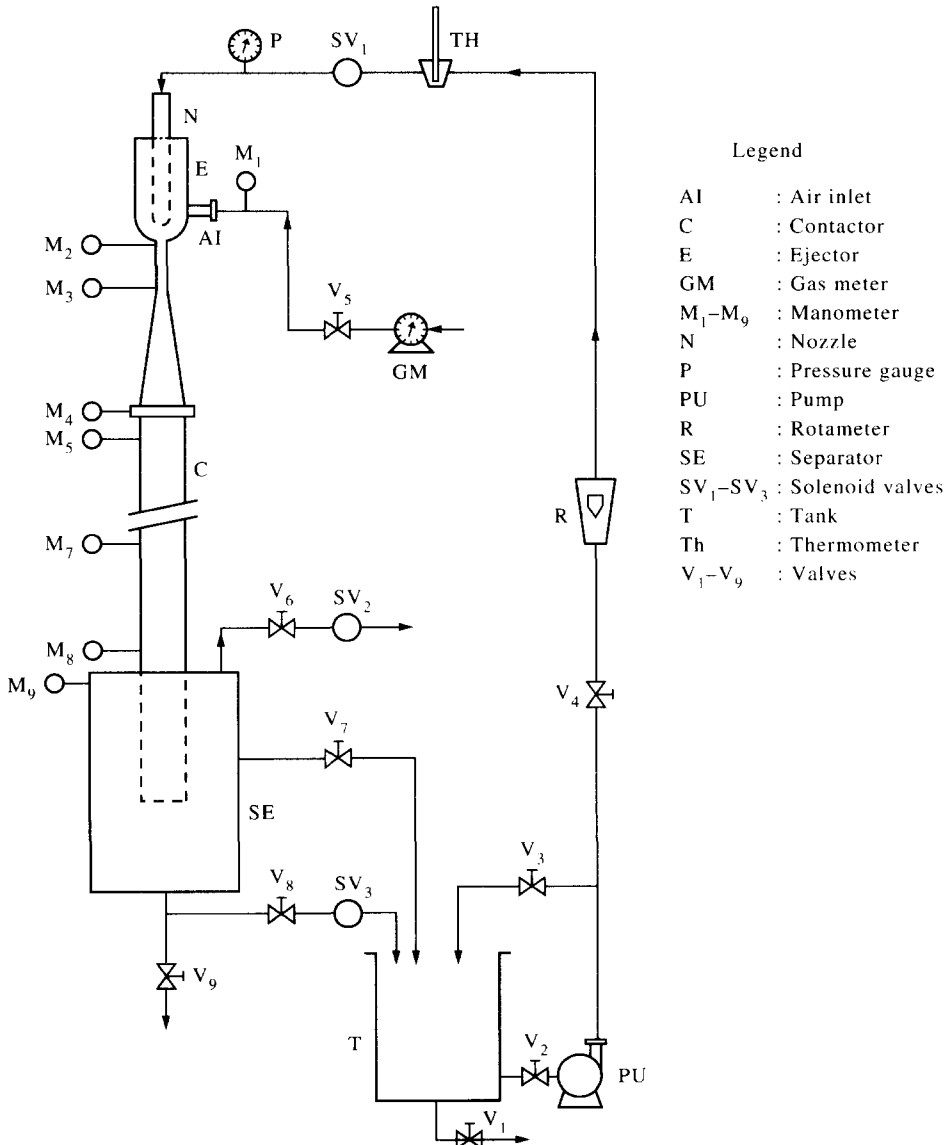 P
SV₁
TH
N
E
M₁
AI
M₂
M₃
V₅
GM
M₄
M₅
C
R
M₇
V₆
SV₂
M₈
M₉
V₄
V₇
SE
V₃
V₈
SV₃
V₉
T
V₂
PU
V₁
Legend
AI : Air inlet
C : Contactor
E : Ejector
GM : Gas meter
M₁–M₉ : Manometer
N : Nozzle
P : Pressure gauge
PU : Pump
R : Rotameter
SE : Separator
SV₁–SV₃ : Solenoid valves
T : Tank
Th : Thermometer
V₁–V₉ : Valves